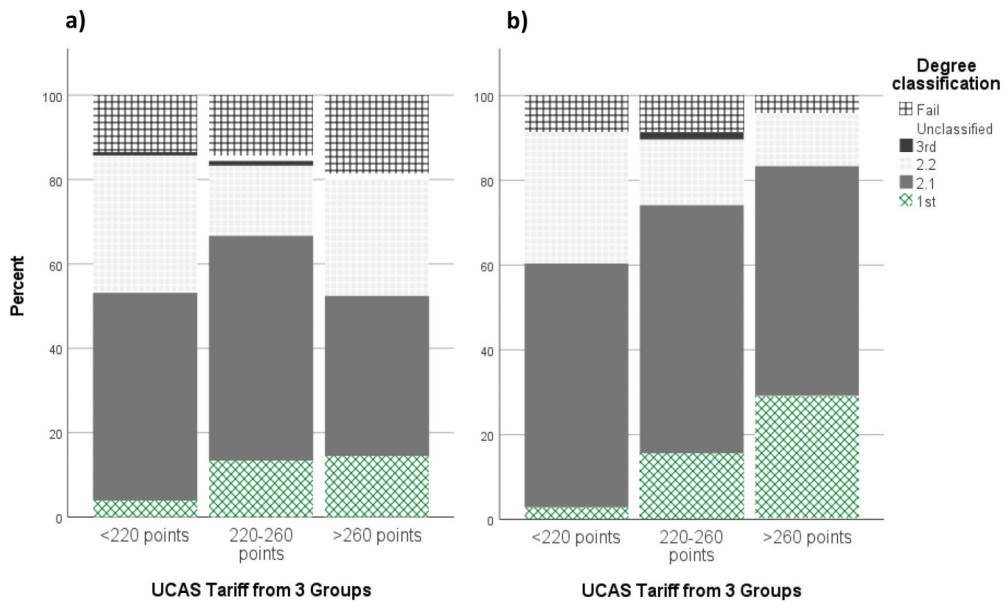 a)
b)
Percent
100
80
60
40
20
0
<220 points
220-260
points
>260 points
UCAS Tariff from 3 Groups
100
80
60
40
20
0
<220 points
220-260
points
>260 points
UCAS Tariff from 3 Groups
Degree
classification
Fail
Unclassified
3rd
2.2
2.1
1st